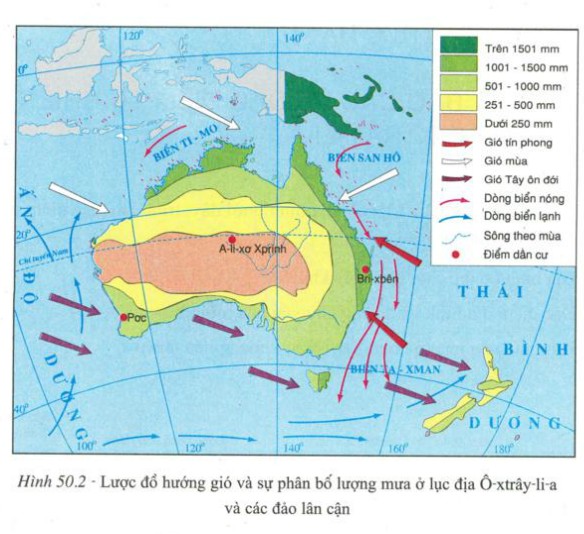 120°
140°
0°
Trên 1501 mm
1001 - 1500 mm
501 - 1000 mm
251 - 500 mm
Dưới 250 mm
Gió tín phong
Gió mùa
Gió Tây ôn đới
Dòng biển nóng
Dòng biển lạnh
Sông theo mùa
Điểm dân cư
BIỂN TI - MO
BIỂN SAN HÔ
ẤN
ĐỘ
DƯƠNG
20°
Chí tuyến Nam
A-li-xơ Xprinh
Bri-xbên
Pơc
THÁI
BÌNH
DƯƠNG
BIỂN TA - XMAN
40°
100°
120°
140°
160°
180°
Hình 50.2 - Lược đồ hướng gió và sự phân bố lượng mưa ở lục địa Ô-xtrây-li-a
và các đảo lân cận